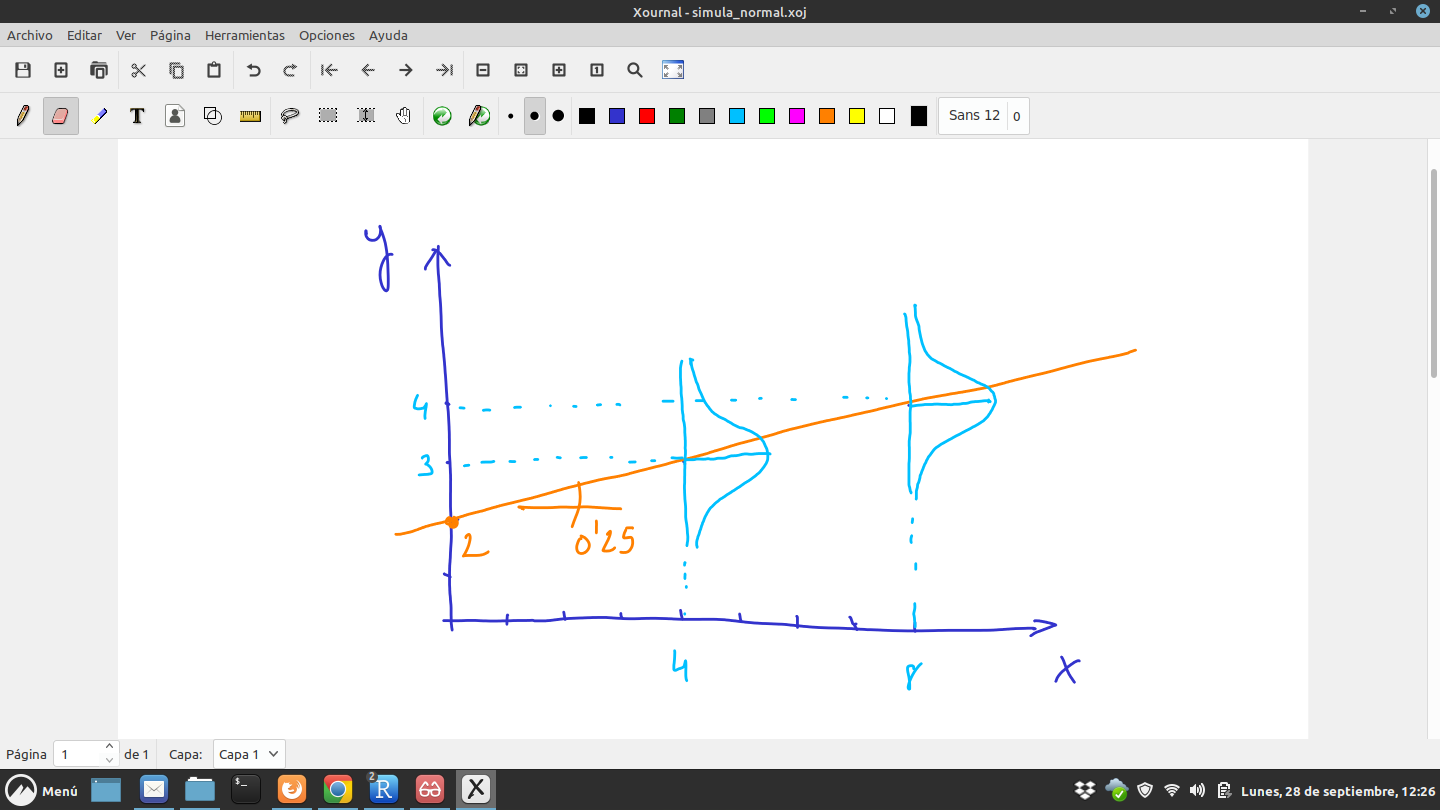 Xournal - simula_normal.xoj
Archivo Editar Ver Página Herramientas Opciones Ayuda
Sans 12 0
y
4
3
2
0'25
4
8
x
Página 1 de 1 Capa: Capa 1
Menú
2
Lunes, 28 de septiembre, 12:26